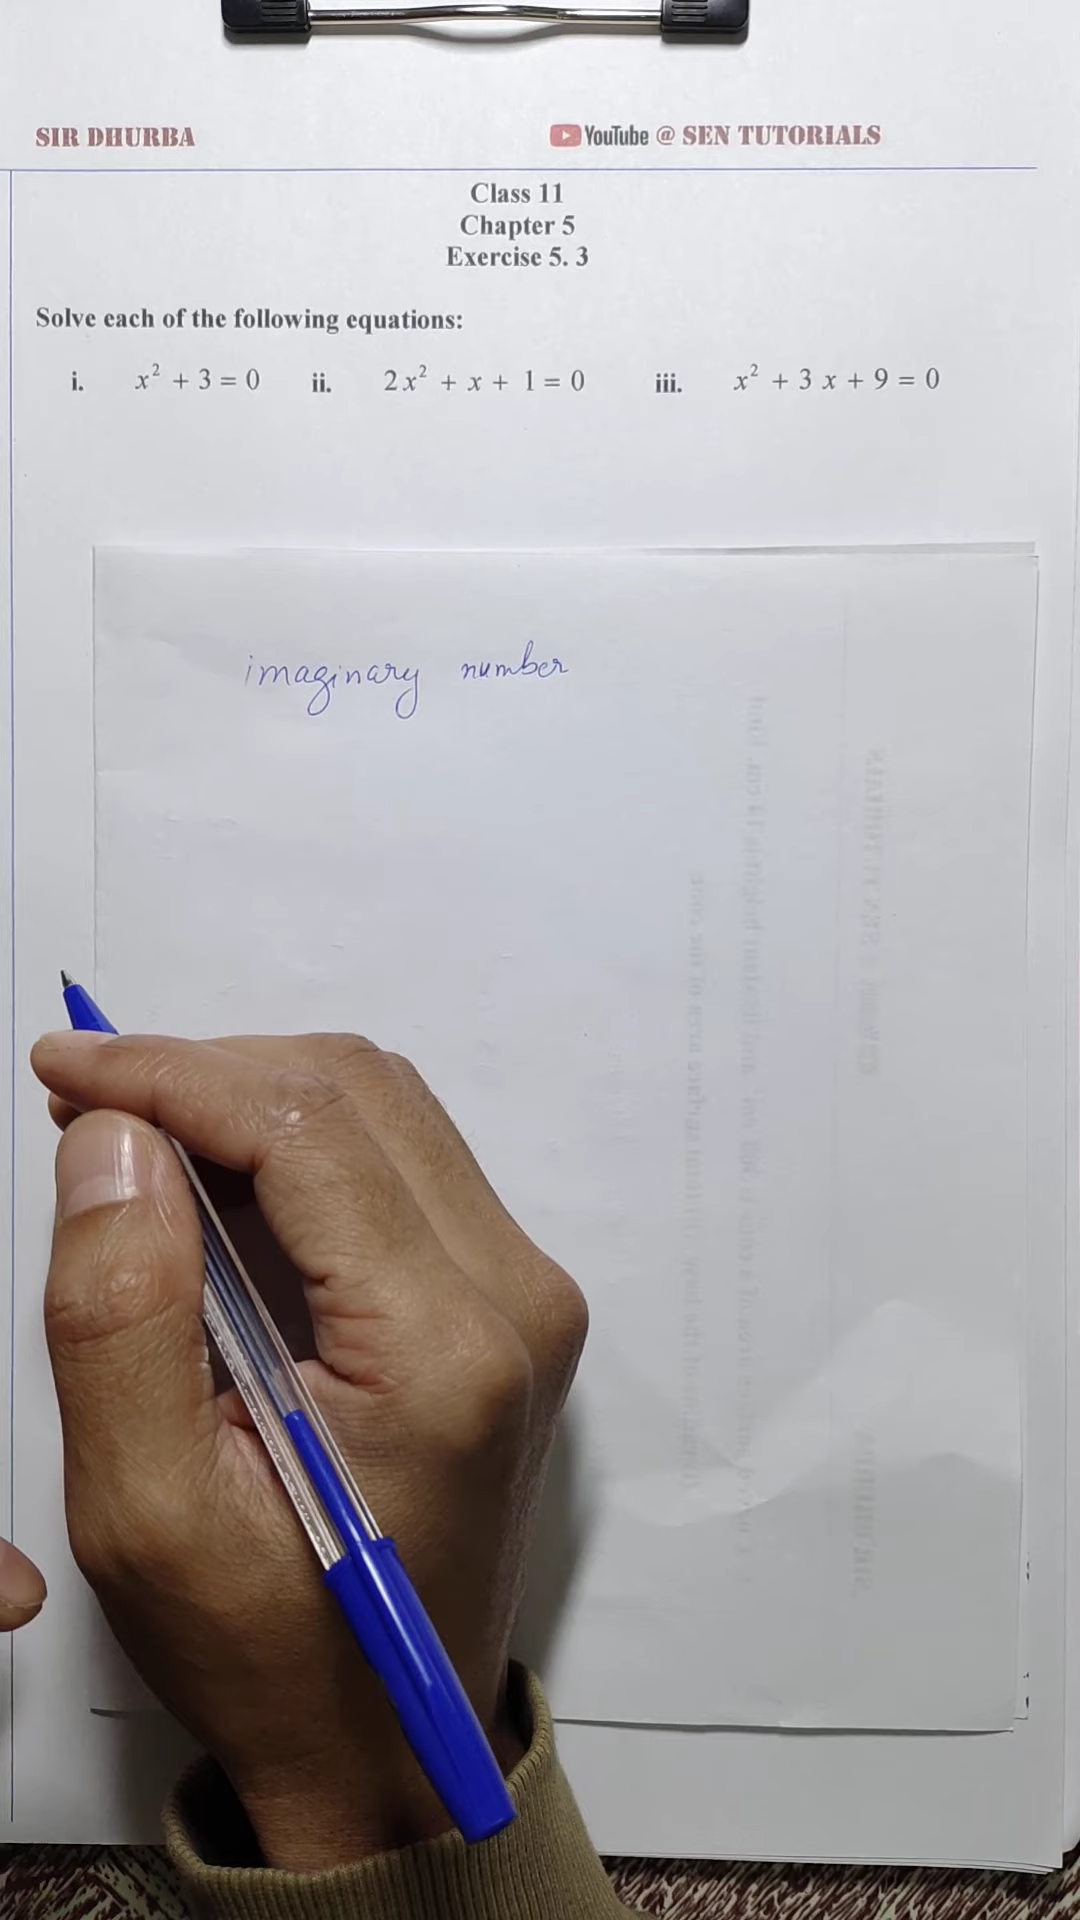 SIR DHURBA YouTube @ SEN TUTORIALS
Class 11
Chapter 5
Exercise 5. 3
Solve each of the following equations:
i. x² + 3 = 0 ii. 2x² + x + 1 = 0 iii. x² + 3 x + 9 = 0
imaginary number